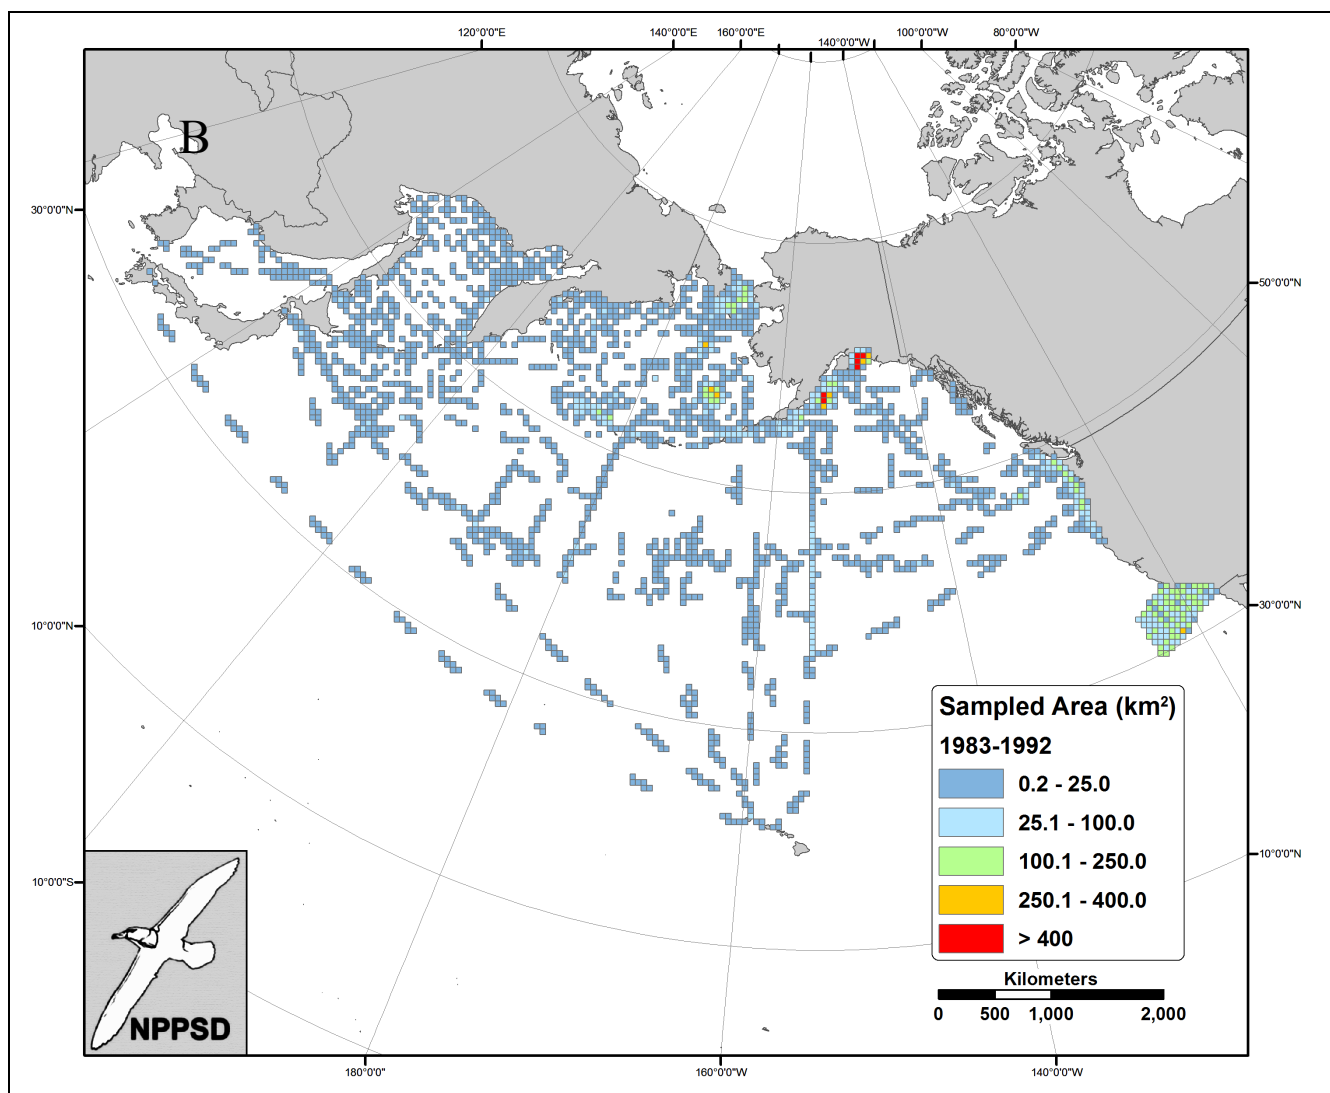 120°0'0"E 140°0'0"E 160°0'0"E 140°0'0"W 100°0'0"W 80°0'0"W
B
30°0'0"N
50°0'0"N
30°0'0"N
10°0'0"N
Sampled Area (km²)
1983-1992
0.2 - 25.0
25.1 - 100.0
10°0'0"N
100.1 - 250.0
10°0'0"S
250.1 - 400.0
> 400
Kilometers
0 500 1,000 2,000
NPPSD
180°0'0" 160°0'0"W 140°0'0"W